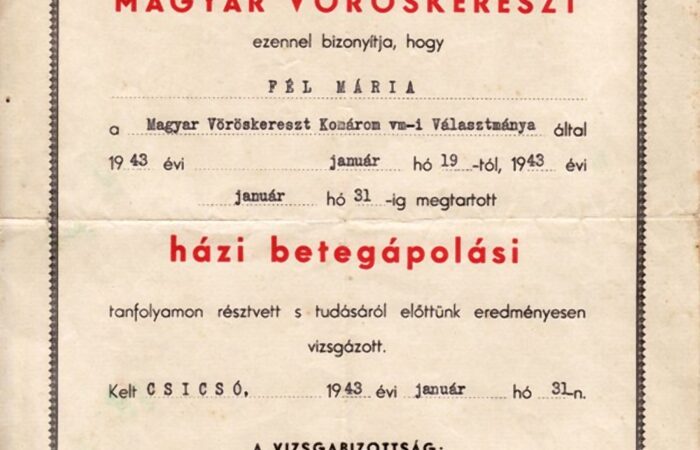 MAGYAR VÖRÖSKERESZT
ezennel bizonyítja, hogy
FÉL MÁRIA
a Magyar Vöröskereszt Komárom vm-i Választmánya által
1943 évi január hó 19-tól, 1943 évi
január hó 31-ig megtartott
házi betegápolási
tanfolyamon résztvett s tudásáról előttünk eredményesen
vizsgázott.
Kelt CSICSÓ, 1943 évi január hó 31-n.
A VIZSGABIZOTTSÁG: